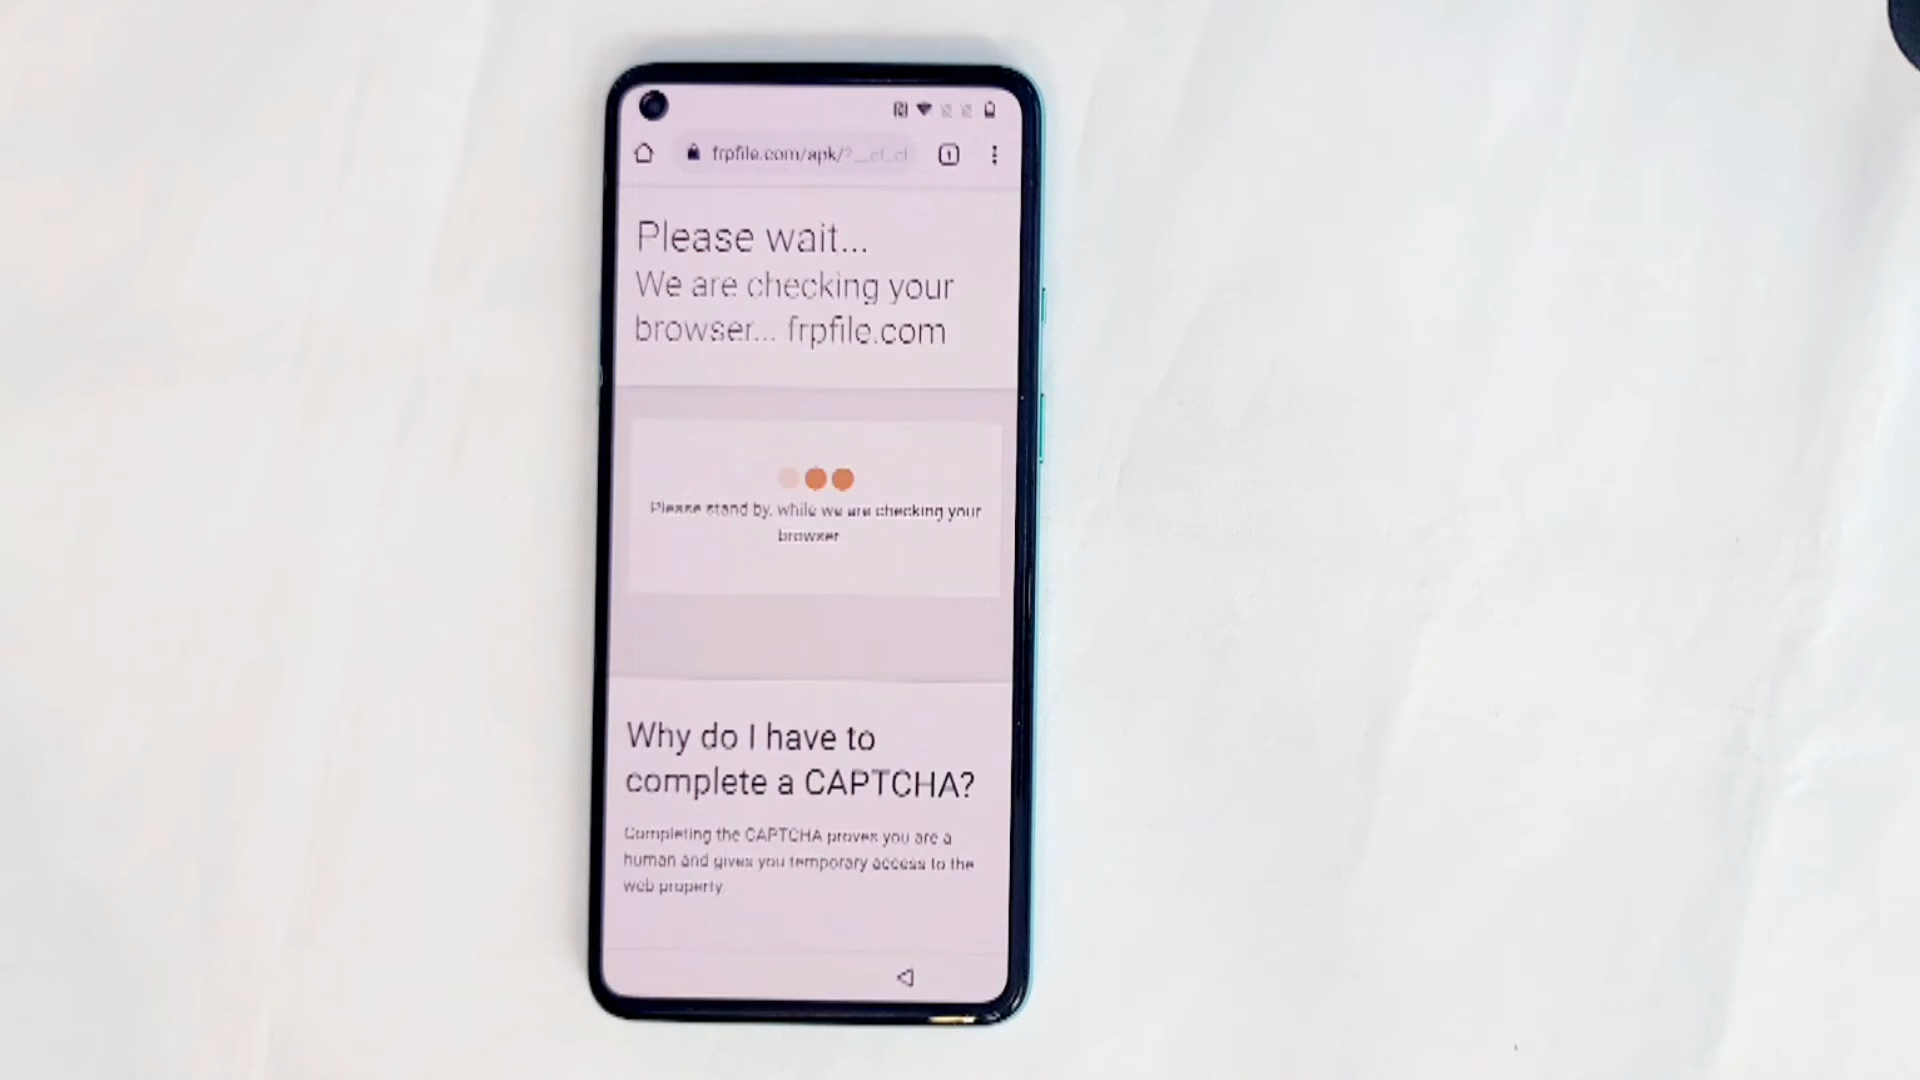 frpfile.com/apk/?__cf_cl
1
Please wait...
We are checking your
browser... frpfile.com
Please stand by, while we are checking your
browser
Why do I have to
complete a CAPTCHA?
Completing the CAPTCHA proves you are a
human and gives you temporary access to the
web property.